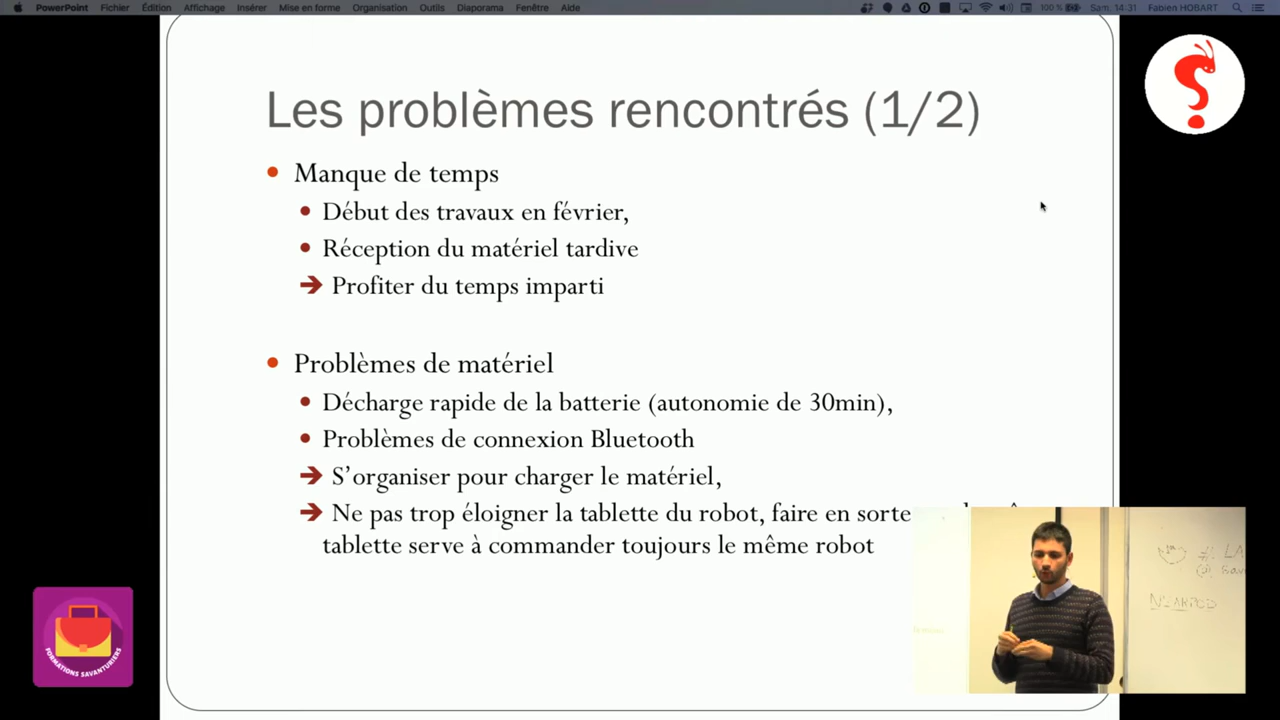 PowerPoint Fichier Édition Affichage Insérer Mise en forme Organisation Outils Diaporama Fenêtre Aide 100 % Sam. 14:31 Fabien HOBART
Les problèmes rencontrés (1/2)
• Manque de temps
• Début des travaux en février,
• Réception du matériel tardive
➔ Profiter du temps imparti
• Problèmes de matériel
• Décharge rapide de la batterie (autonomie de 30min),
• Problèmes de connexion Bluetooth
➔ S’organiser pour charger le matériel,
➔ Ne pas trop éloigner la tablette du robot, faire en sorte
tablette serve à commander toujours le même robot
FORMATIONS SAVANTURIERS